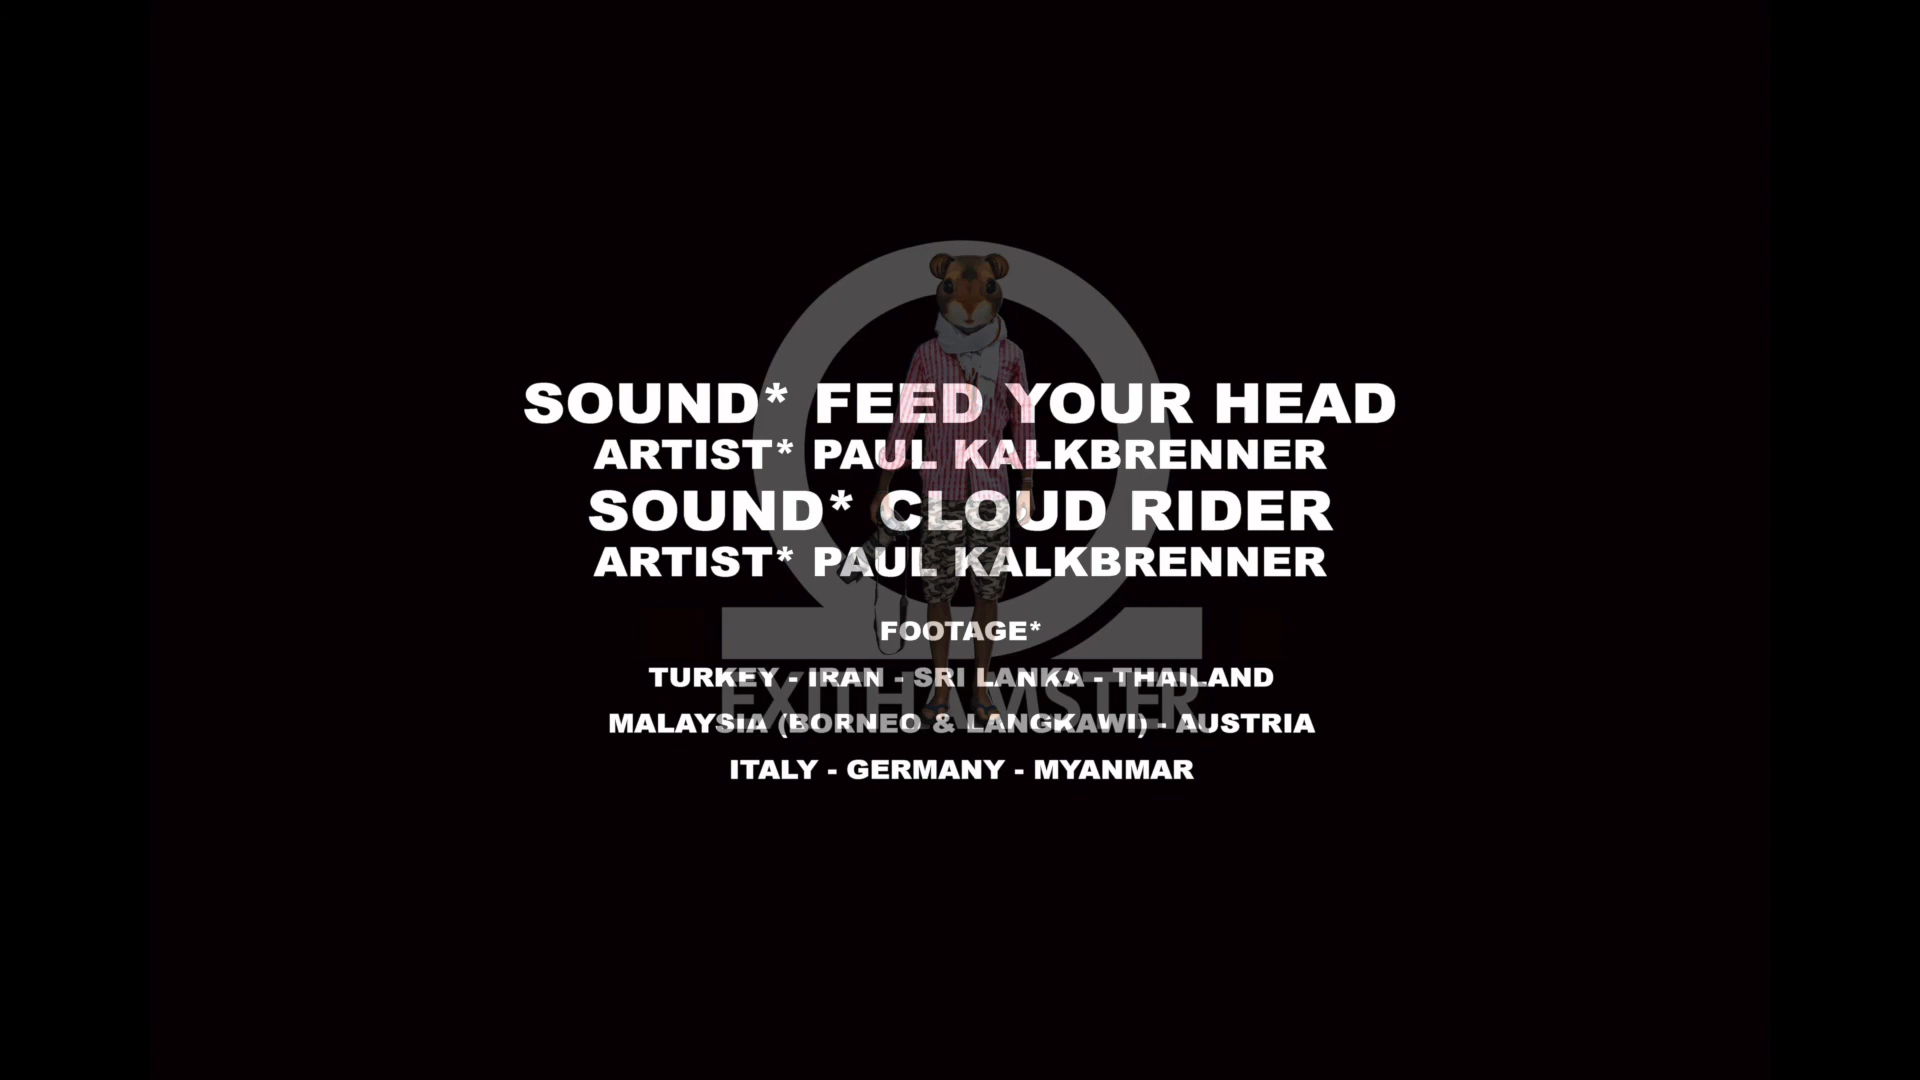 SOUND* FEED YOUR HEAD
ARTIST* PAUL KALKBRENNER
SOUND* CLOUD RIDER
ARTIST* PAUL KALKBRENNER
FOOTAGE*
TURKEY - IRAN - SRI LANKA - THAILAND
EXITHAMSTER
MALAYSIA (BORNEO & LANGKAWI) - AUSTRIA
ITALY - GERMANY - MYANMAR